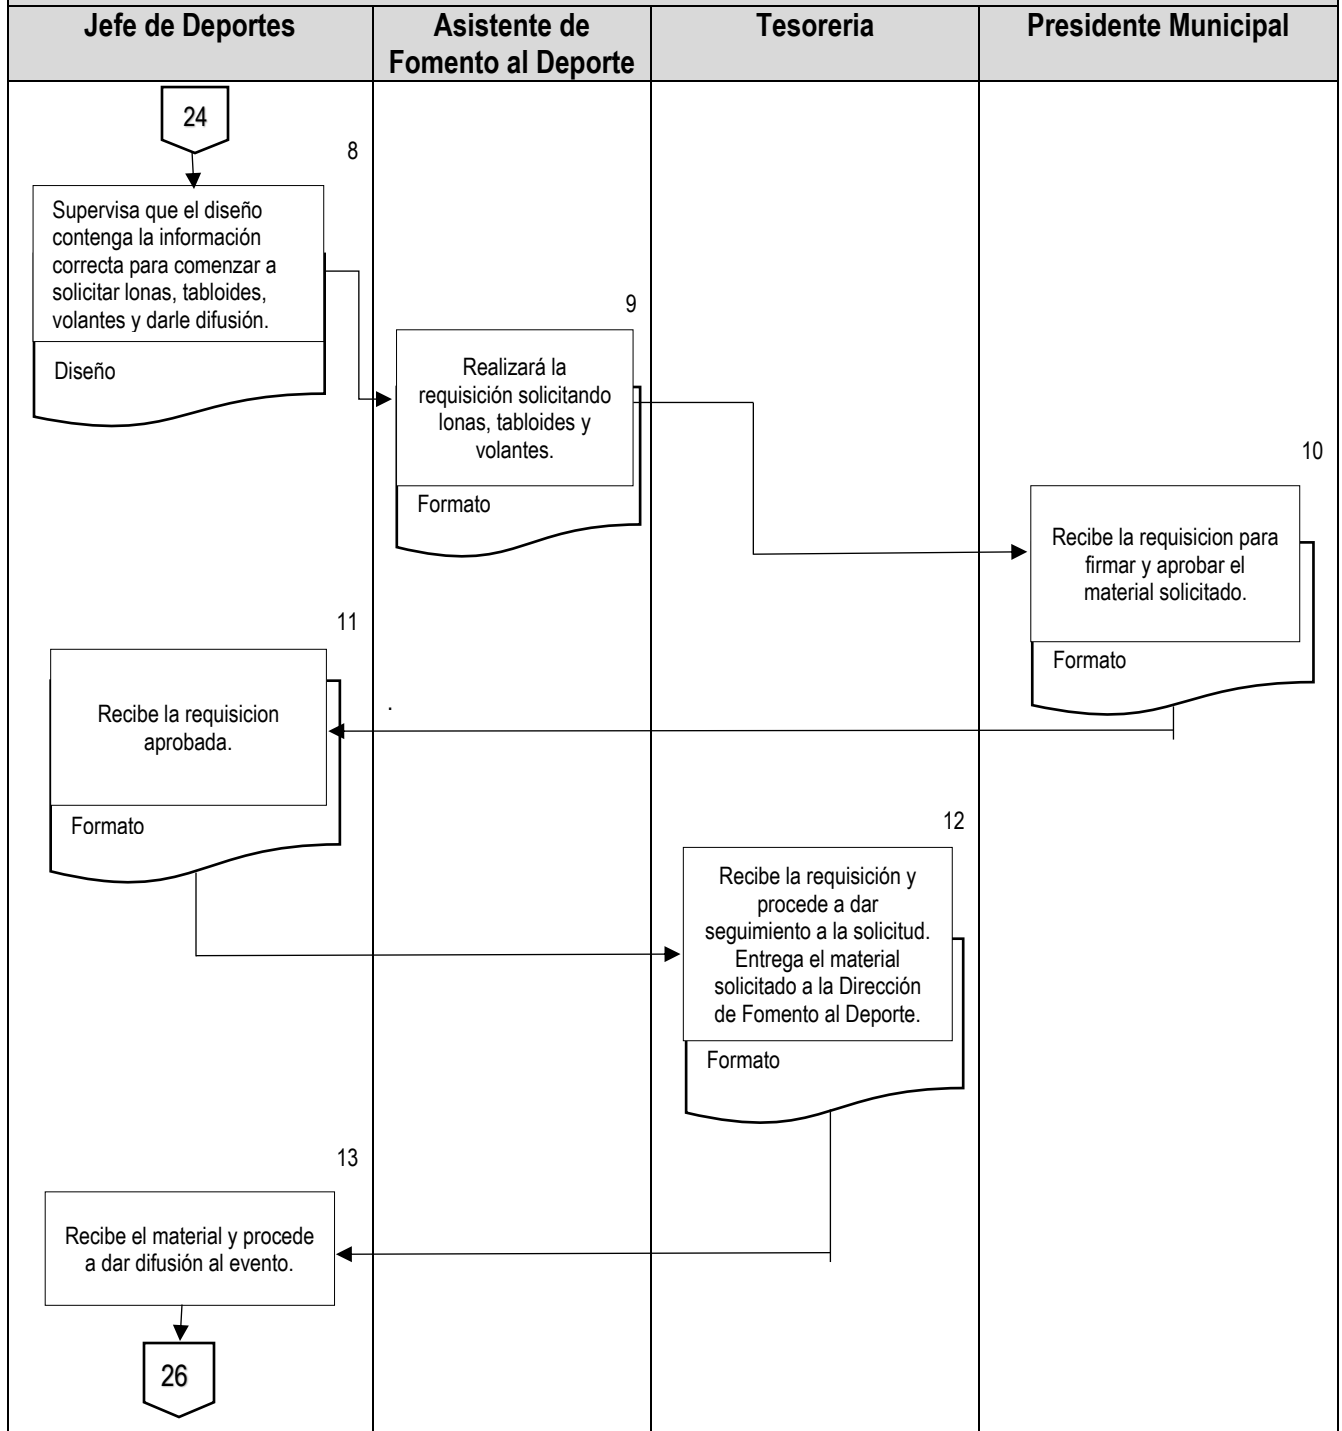 Jefe de Deportes
Asistente de
Fomento al Deporte
Tesoreria
Presidente Municipal
24
8
Supervisa que el diseño
contenga la información
correcta para comenzar a
solicitar lonas, tabloides,
volantes y darle difusión.
Diseño
9
Realizará la
requisición solicitando
lonas, tabloides y
volantes.
Formato
10
Recibe la requisicion para
firmar y aprobar el
material solicitado.
Formato
11
Recibe la requisicion
aprobada.
Formato
.
12
Recibe la requisición y
procede a dar
seguimiento a la solicitud.
Entrega el material
solicitado a la Dirección
de Fomento al Deporte.
Formato
13
Recibe el material y procede
a dar difusión al evento.
26